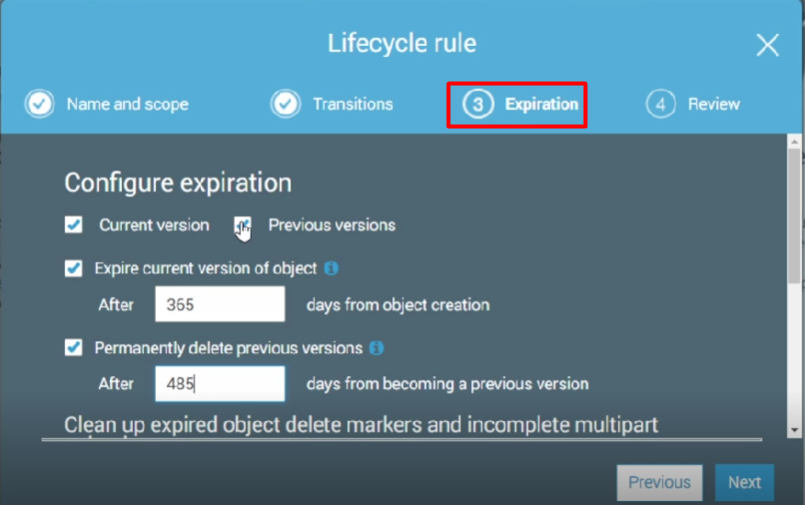 Lifecycle rule
Name and scope Transitions 3 Expiration 4 Review
Configure expiration
Current version Previous versions
Expire current version of object i
After 365 days from object creation
Permanently delete previous versions i
After 485 days from becoming a previous version
Clean up expired object delete markers and incomplete multipart
Previous Next